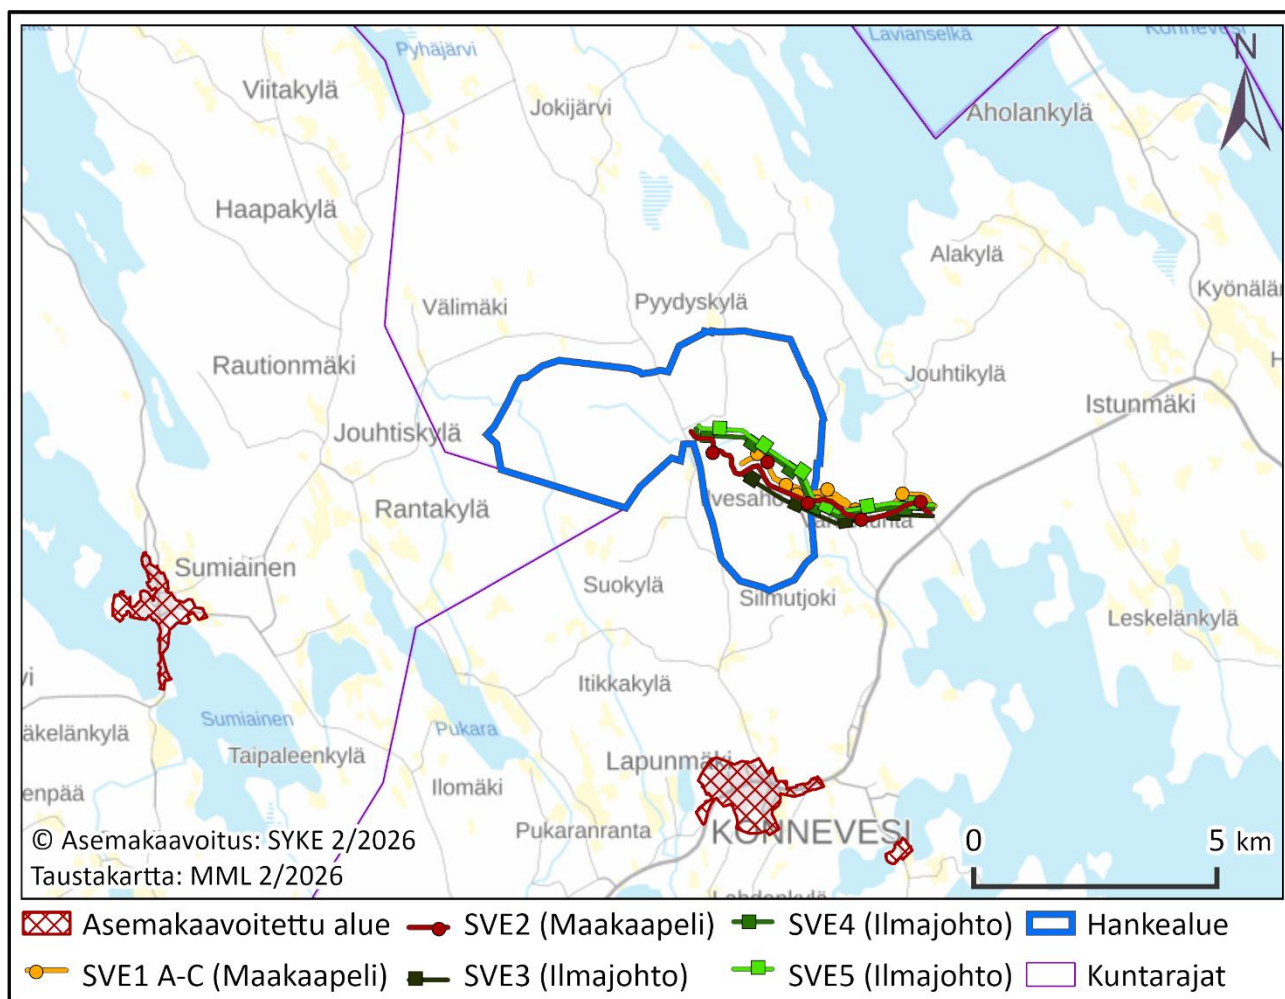 Pyhäjärvi
Lavianselkä
Konnevesi
N
Viitakylä
Jokijärvi
Aholankylä
Haapakylä
Alakylä
Kyönälän
Välimäki
Pyydyskylä
Rautionmäki
Jouhtikylä
Istunmäki
Jouhtiskylä
Rantakylä
Sumiainen
Suokylä
Silmutjoki
Leskelänkylä
Itikkakylä
Sumiainen
Pukara
äkelänkylä
Taipaleenkylä
Lapunmäki
enpää
Ilomäki
Pukaranranta
KONNEVESI
0 5 km
© Asemakaavoitus: SYKE 2/2026
Taustakartta: MML 2/2026
Asemakaavoitettu alue
SVE2 (Maakaapeli)
SVE4 (Ilmajohto)
Hankealue
SVE1 A-C (Maakaapeli)
SVE3 (Ilmajohto)
SVE5 (Ilmajohto)
Kuntarajat